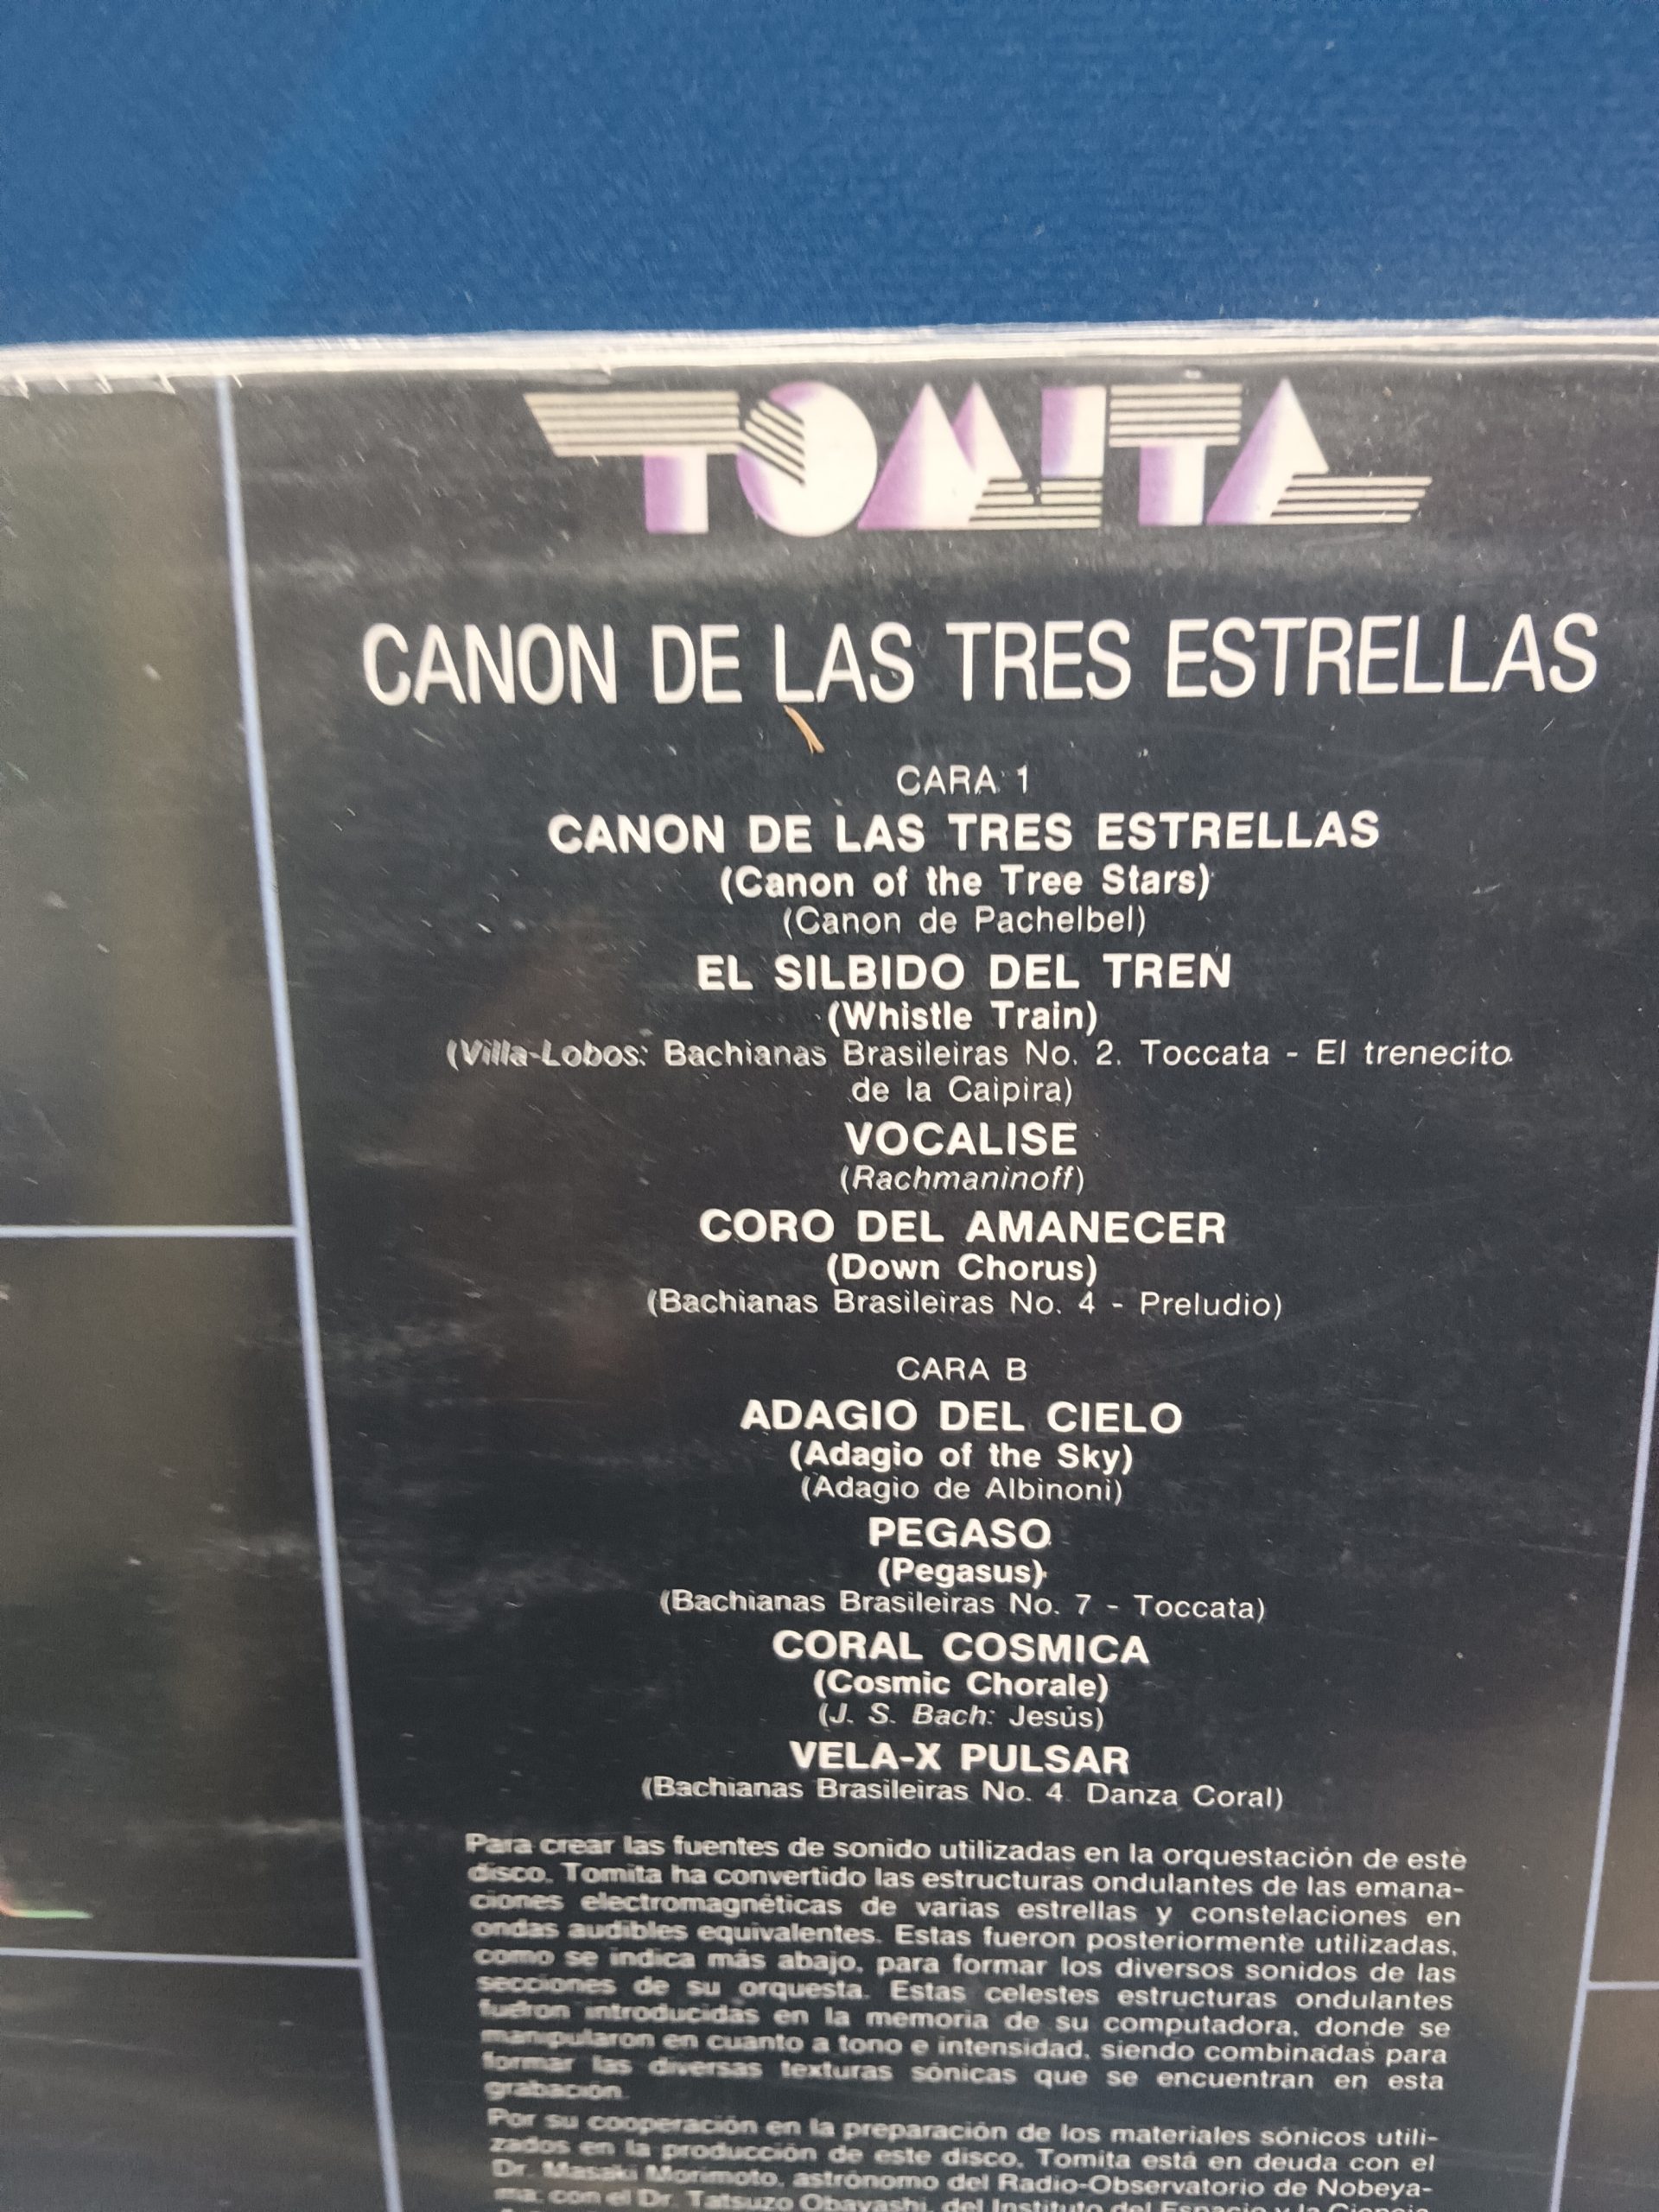 TOMITA
CANON DE LAS TRES ESTRELLAS
CARA 1
CANON DE LAS TRES ESTRELLAS
(Canon of the Tree Stars)
(Canon de Pachelbel)
EL SILBIDO DEL TREN
(Whistle Train)
(Villa-Lobos: Bachianas Brasileiras No. 2. Toccata - El trenecito
de la Caipira)
VOCALISE
(Rachmaninoff)
CORO DEL AMANECER
(Down Chorus)
(Bachianas Brasileiras No. 4 - Preludio)
CARA B
ADAGIO DEL CIELO
(Adagio of the Sky)
(Adagio de Albinoni)
PEGASO
(Pegasus)
(Bachianas Brasileiras No. 7 - Toccata)
CORAL COSMICA
(Cosmic Chorale)
(J. S. Bach: Jesús)
VELA-X PULSAR
(Bachianas Brasileiras No. 4. Danza Coral)
Para crear las fuentes de sonido utilizadas en la orquestación de este
disco, Tomita ha convertido las estructuras ondulantes de las emana-
ciones electromagnéticas de varias estrellas y constelaciones en
ondas audibles equivalentes. Estas fueron posteriormente utilizadas,
como se indica más abajo, para formar los diversos sonidos de las
secciones de su orquesta. Estas celestes estructuras ondulantes
fueron introducidas en la memoria de su computadora, donde se
manipularon en cuanto a tono e intensidad, siendo combinadas para
formar las diversas texturas sónicas que se encuentran en esta
grabación.
Por su cooperación en la preparación de los materiales sónicos utili-
zados en la producción de este disco, Tomita está en deuda con el
Dr. Masaki Morimoto, astrónomo del Radio-Observatorio de Nobeya-
ma; con el Dr. Tatsuzo Obayashi, del Instituto del Espacio y la Ciencia